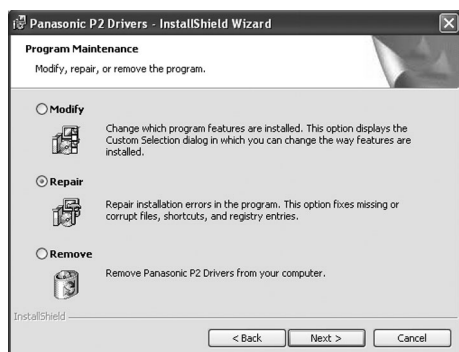 Panasonic P2 Drivers - InstallShield Wizard
Program Maintenance
Modify, repair, or remove the program.
Modify
Change which program features are installed. This option displays the
Custom Selection dialog in which you can change the way features are
installed.
Repair
Repair installation errors in the program. This option fixes missing or
corrupt files, shortcuts, and registry entries.
Remove
Remove Panasonic P2 Drivers from your computer.
InstallShield
< Back Next > Cancel